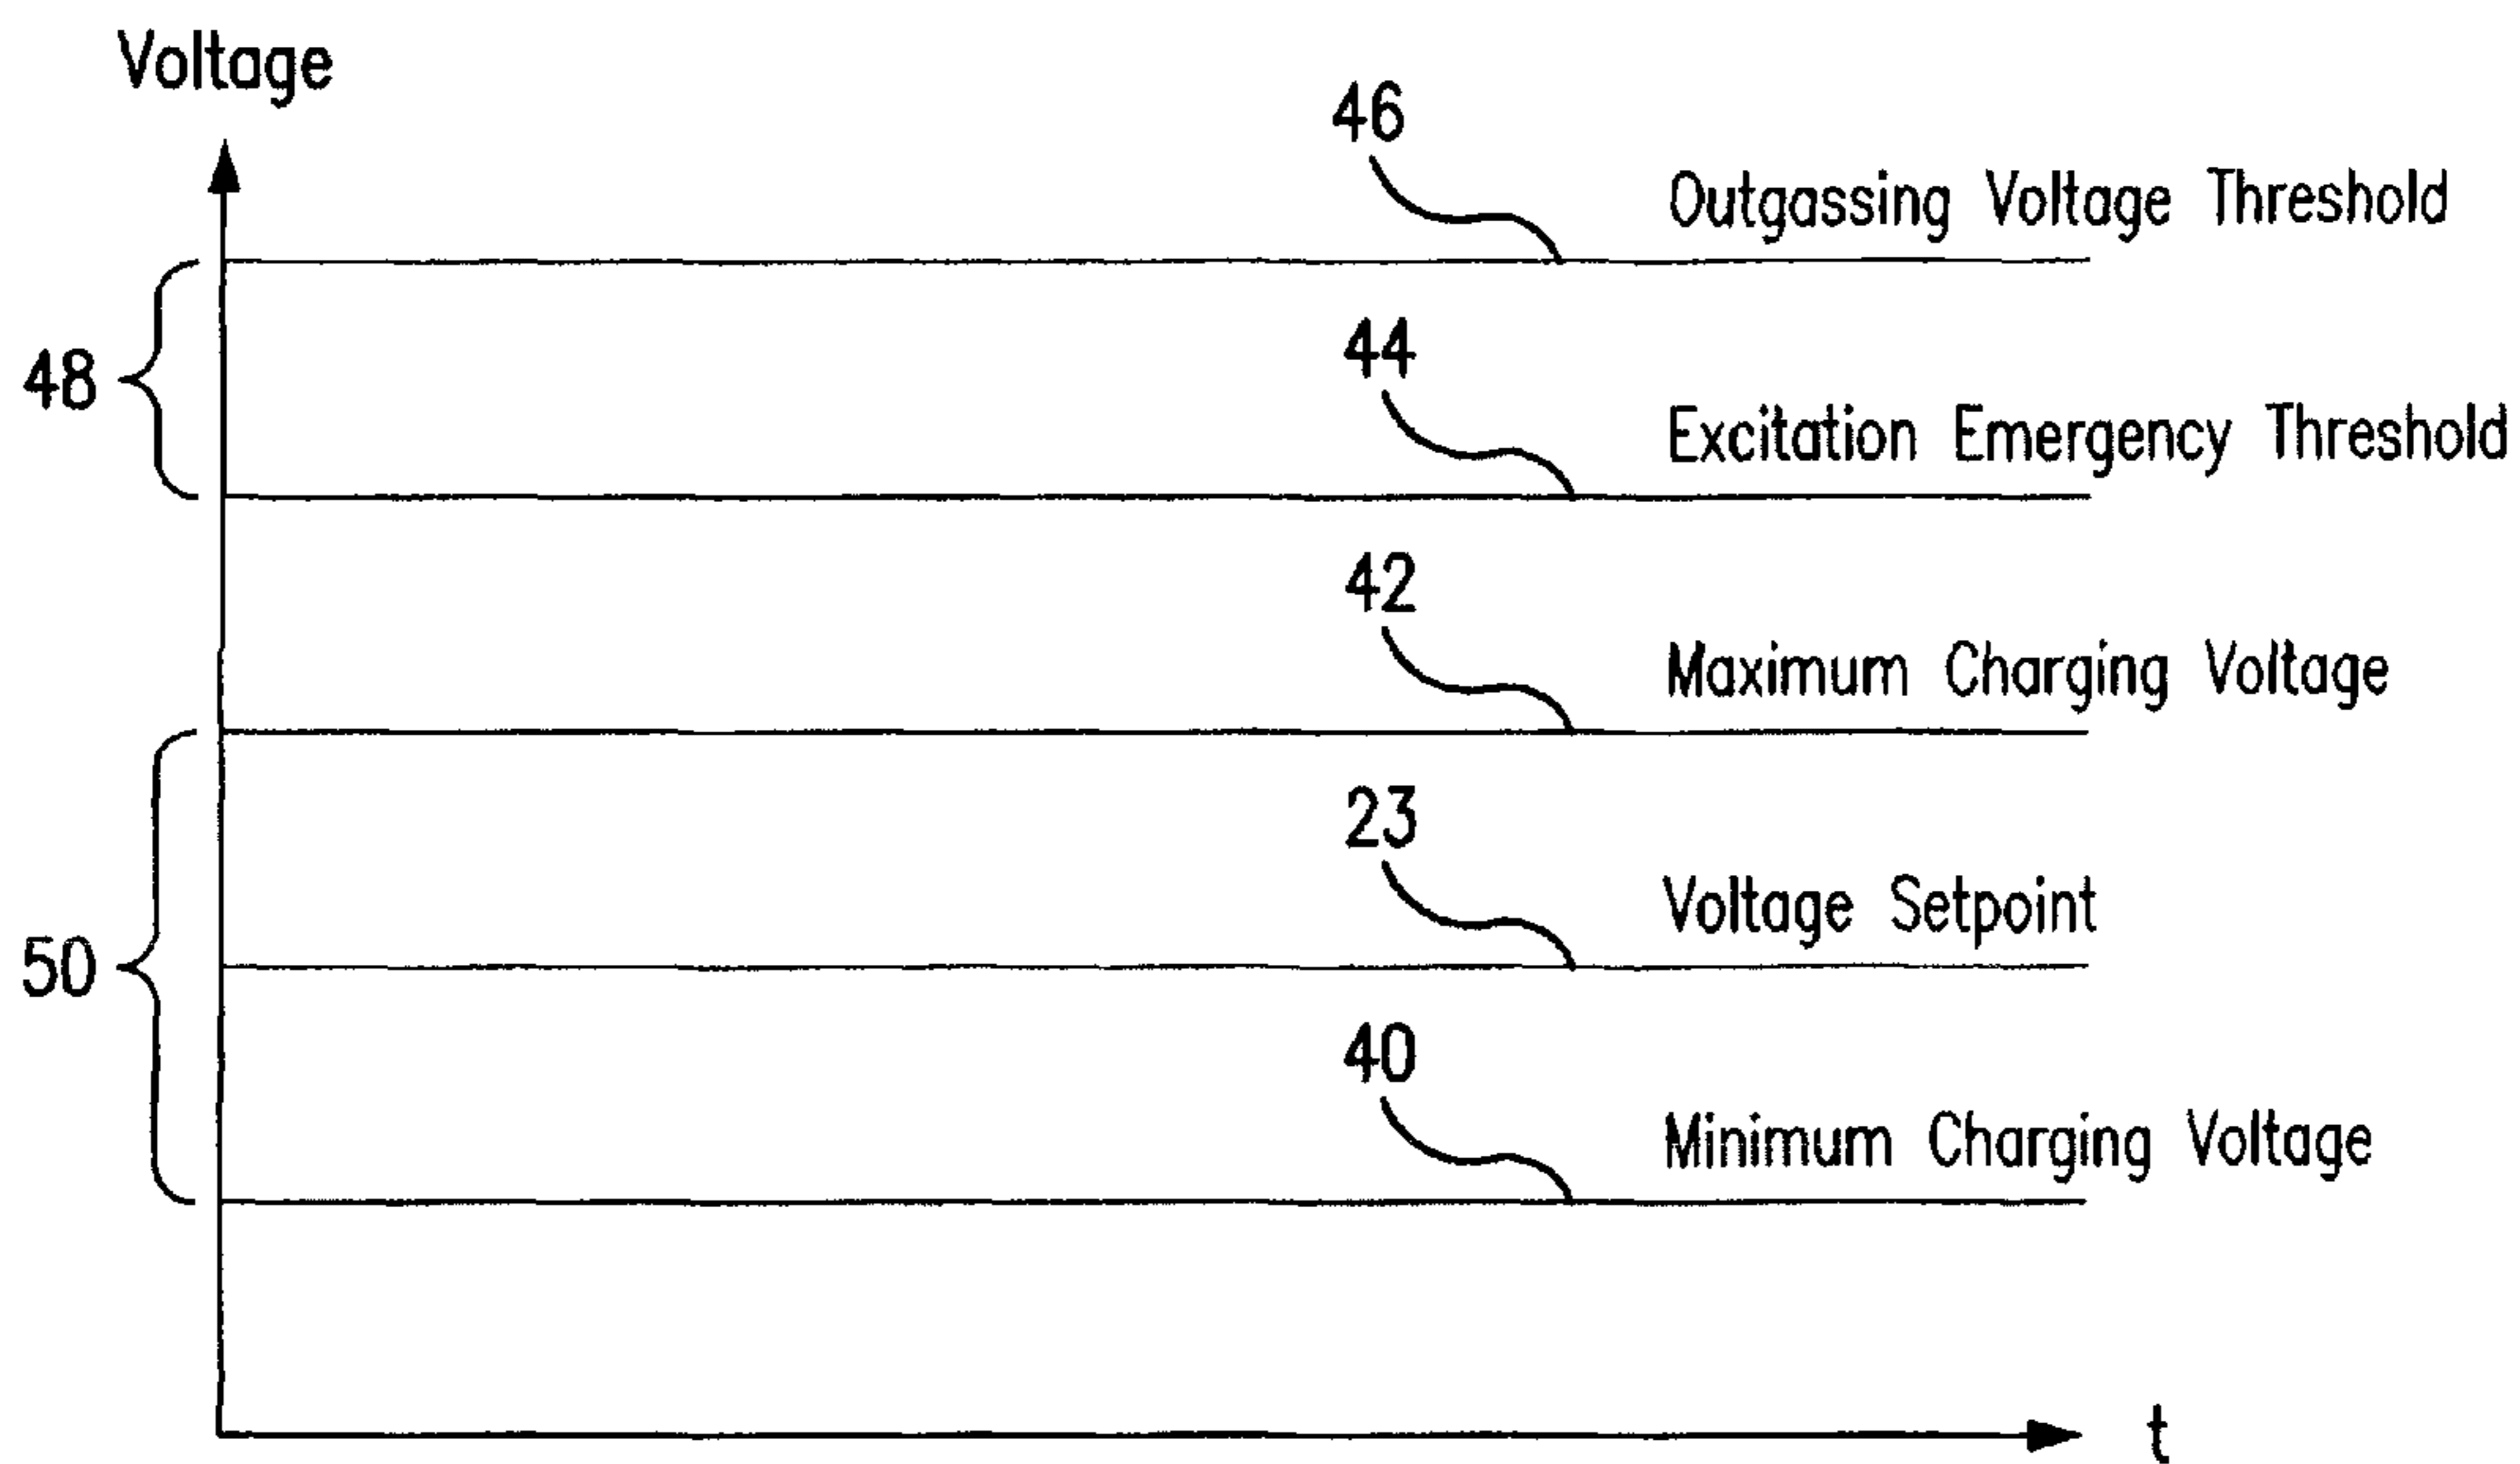 Voltage
46
Outgassing Voltage Threshold
48
44
Excitation Emergency Threshold
42
Maximum Charging Voltage
23
Voltage Setpoint
50
40
Minimum Charging Voltage
t